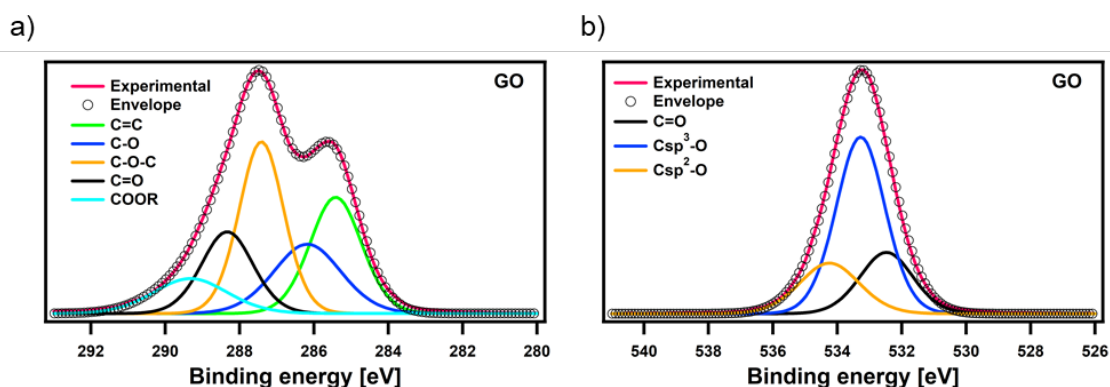 a)
GO
Experimental
Envelope
C=C
C-O
C-O-C
C=O
COOR
292 290 288 286 284 282 280
Binding energy [eV]
b)
GO
Experimental
Envelope
C=O
Csp³-O
Csp²-O
540 538 536 534 532 530 528 526
Binding energy [eV]